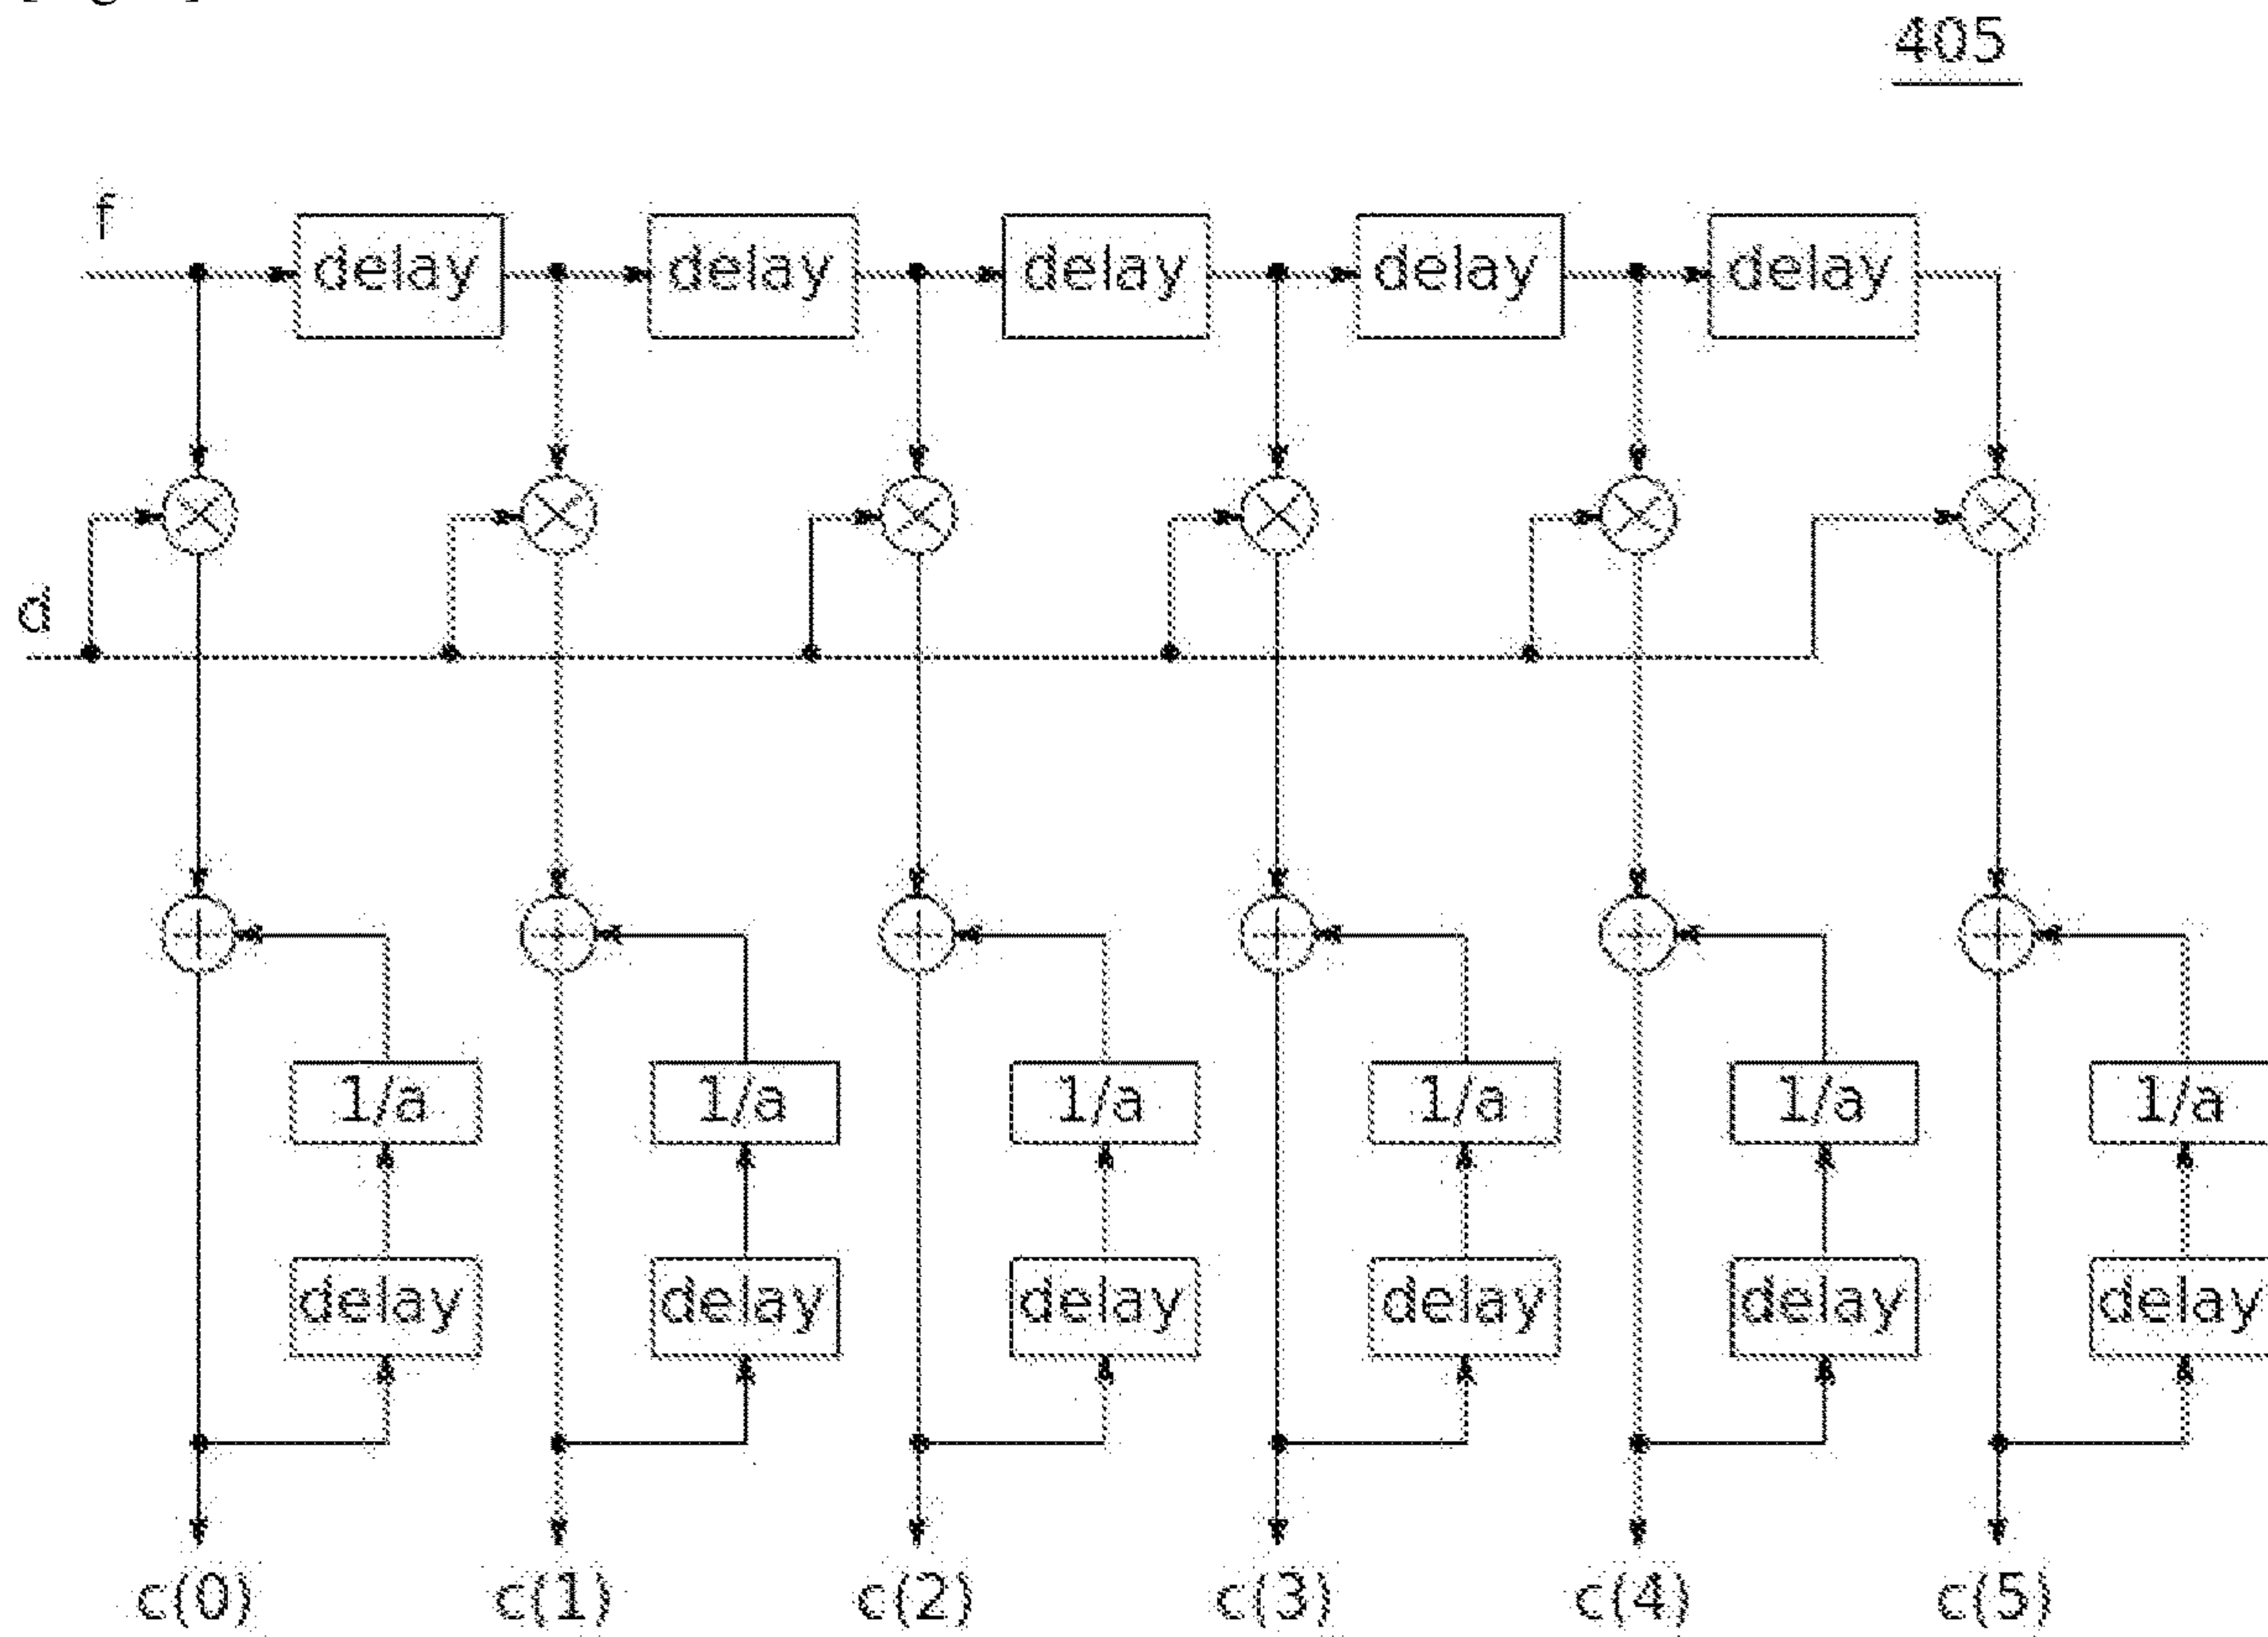 405
f
delay delay delay delay delay
d
1/a 1/a 1/a 1/a 1/a 1/a
delay delay delay delay delay delay
c(0) c(1) c(2) c(3) c(4) c(5)